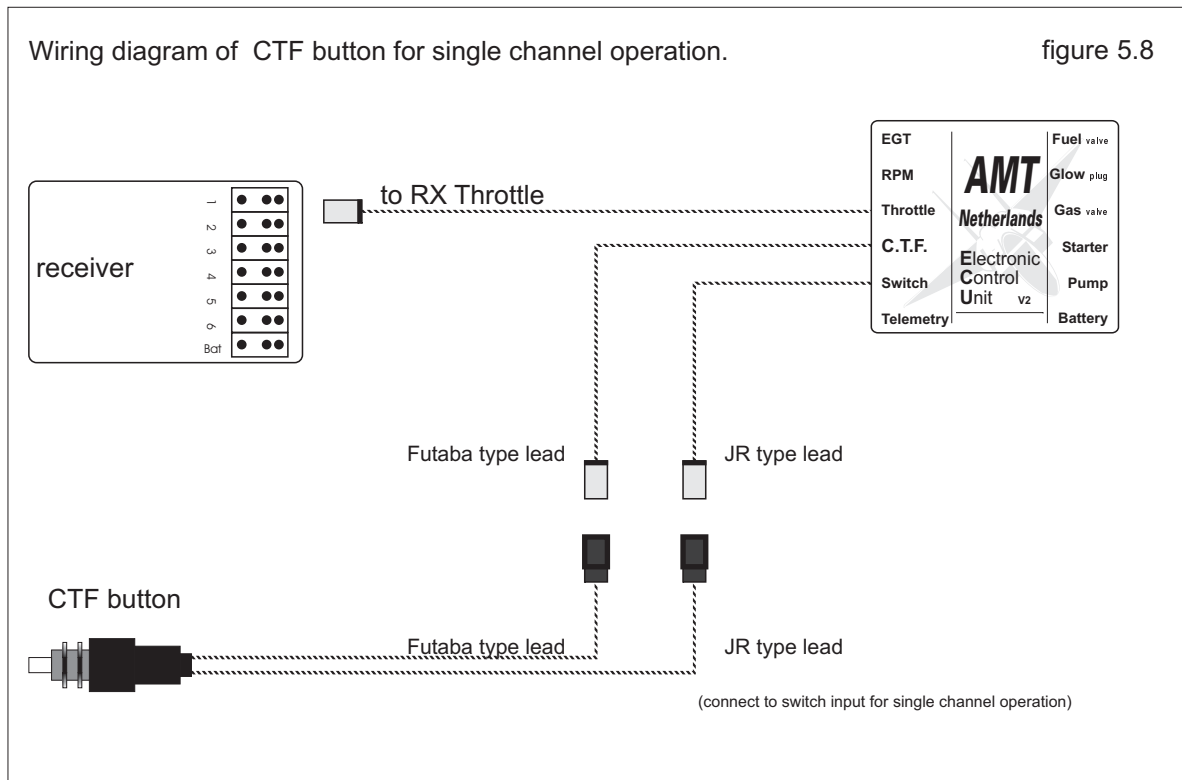 Wiring diagram of CTF button for single channel operation.
figure 5.8
receiver
1
2
3
4
5
6
Bat
to RX Throttle
EGT
RPM
Throttle
C.T.F.
Switch
Telemetry
AMT
Netherlands
Electronic
Control
Unit V2
Fuel valve
Glow plug
Gas valve
Starter
Pump
Battery
Futaba type lead
JR type lead
CTF button
Futaba type lead
JR type lead
(connect to switch input for single channel operation)